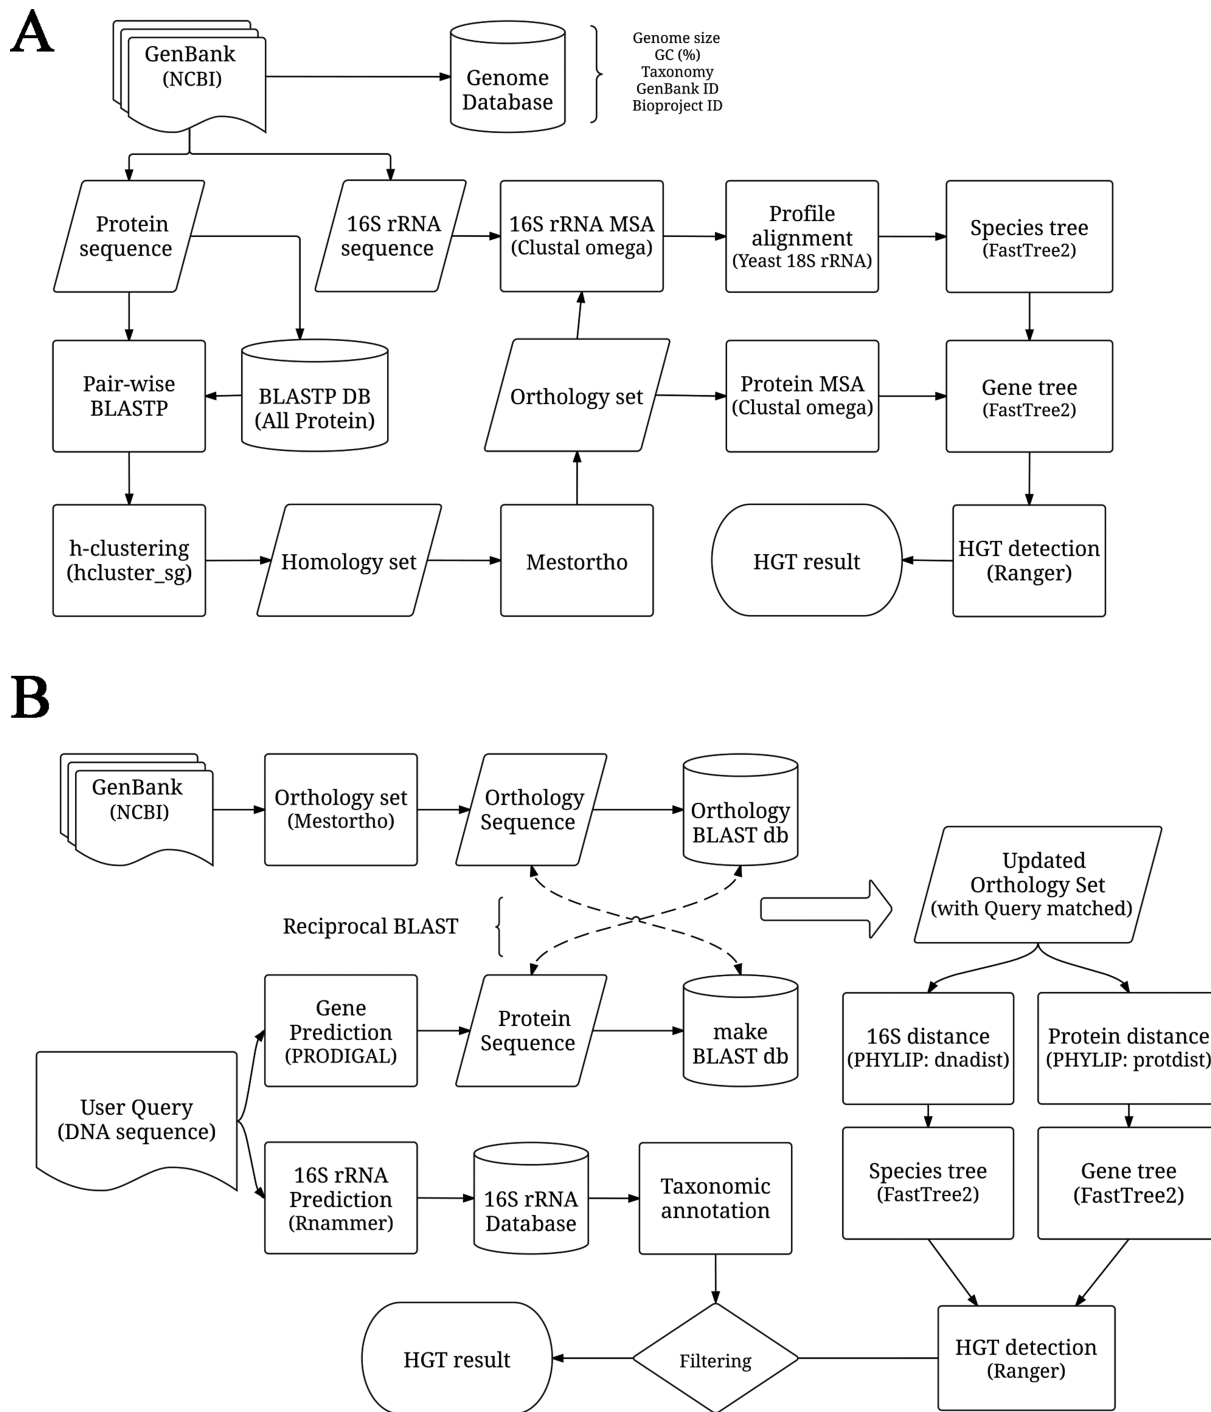 A
GenBank
(NCBI)
Genome
Database
Genome size
GC (%)
Taxonomy
GenBank ID
Bioproject ID
Protein
sequence
16S rRNA
sequence
16S rRNA MSA
(Clustal omega)
Profile
alignment
(Yeast 18S rRNA)
Species tree
(FastTree2)
Pair-wise
BLASTP
BLASTP DB
(All Protein)
Orthology set
Protein MSA
(Clustal omega)
Gene tree
(FastTree2)
h-clustering
(hcluster_sg)
Homology set
Mestortho
HGT result
HGT detection
(Ranger)
B
GenBank
(NCBI)
Orthology set
(Mestortho)
Orthology
Sequence
Orthology
BLAST db
Updated
Orthology Set
(with Query matched)
Reciprocal BLAST
Gene
Prediction
(PRODIGAL)
Protein
Sequence
make
BLAST db
16S distance
(PHYLIP: dnadist)
Protein distance
(PHYLIP: protdist)
User Query
(DNA sequence)
16S rRNA
Prediction
(Rnammer)
16S rRNA
Database
Taxonomic
annotation
Species tree
(FastTree2)
Gene tree
(FastTree2)
HGT result
Filtering
HGT detection
(Ranger)